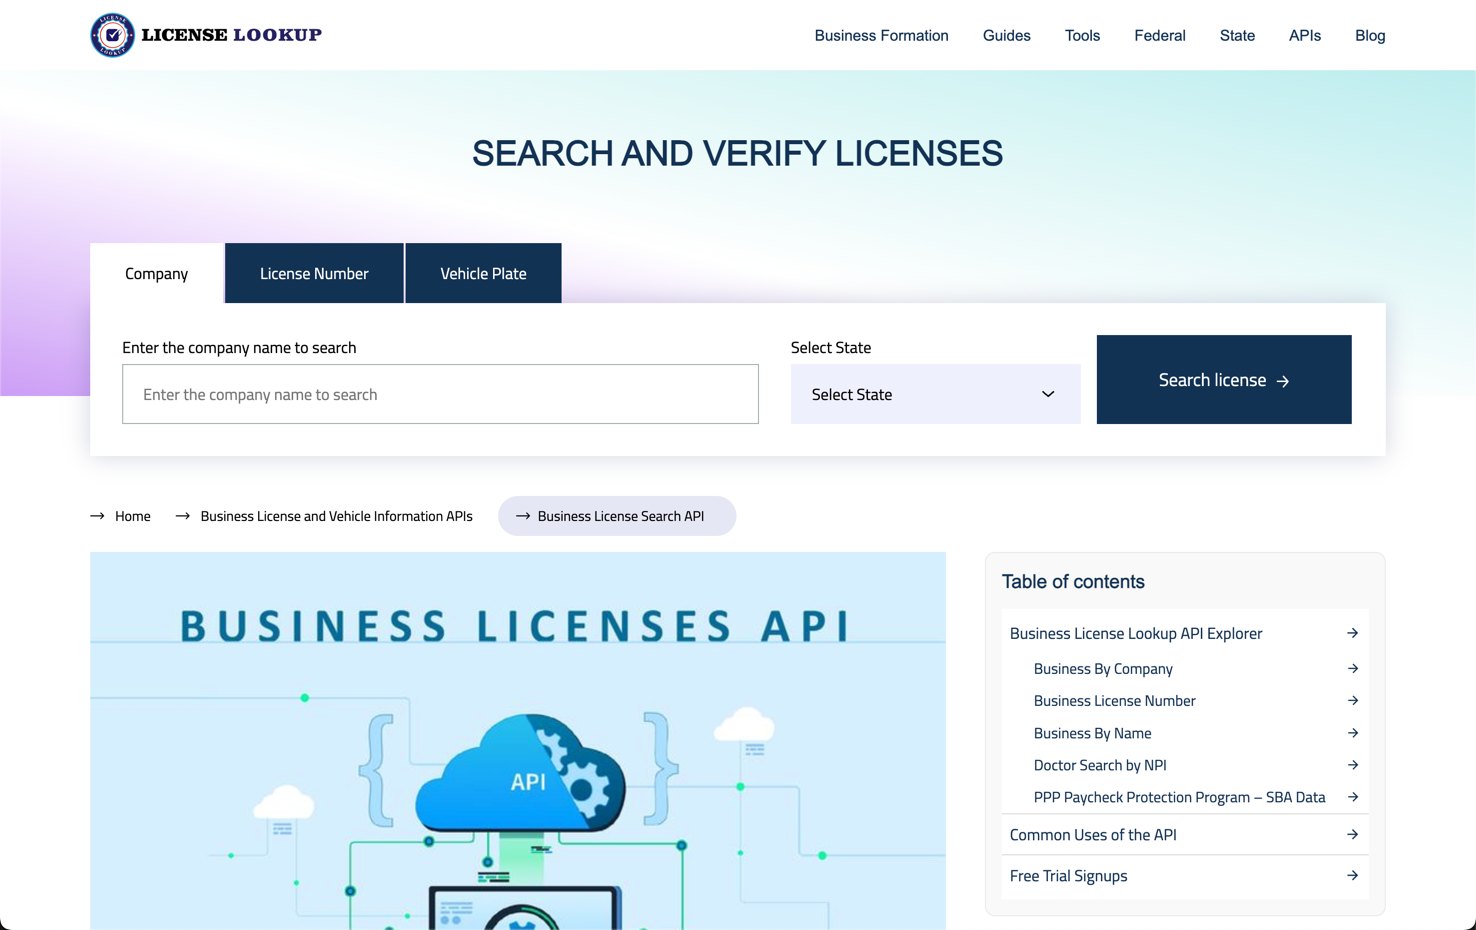 LICENSE LOOKUP
LICENSE LOOKUP
Business Formation Guides Tools Federal State APIs Blog
SEARCH AND VERIFY LICENSES
Company License Number Vehicle Plate
Enter the company name to search
Select State
Enter the company name to search
Select State
Search license →
→ Home → Business License and Vehicle Information APIs → Business License Search API
BUSINESS LICENSES API
{ API }
Table of contents
Business License Lookup API Explorer →
Business By Company →
Business License Number →
Business By Name →
Doctor Search by NPI →
PPP Paycheck Protection Program – SBA Data →
Common Uses of the API →
Free Trial Signups →